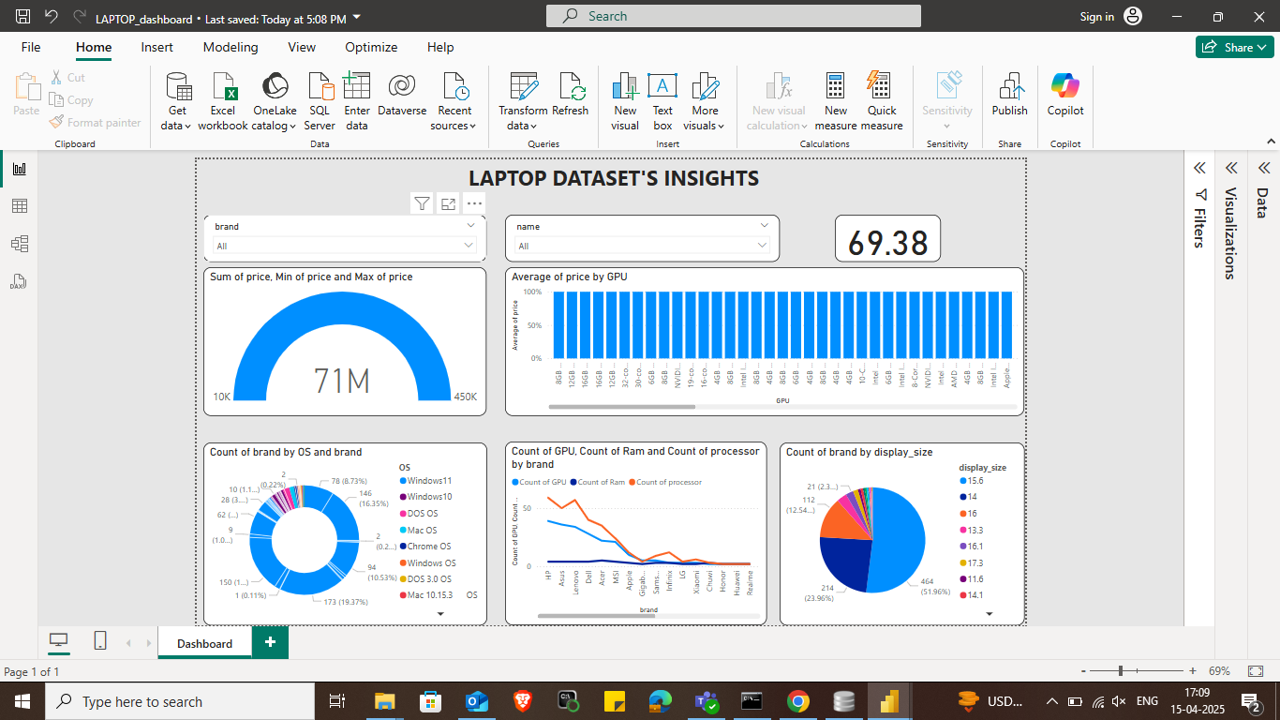 LAPTOP_dashboard • Last saved: Today at 5:08 PM
Search
Sign in
File Home Insert Modeling View Optimize Help
Share
Paste
Cut
Copy
Format painter
Clipboard
Get data
Excel workbook
OneLake catalog
SQL Server
Enter data
Dataverse
Recent sources
Data
Transform data
Refresh
Queries
New visual
Text box
More visuals
Insert
New visual calculation
New measure
Quick measure
Calculations
Sensitivity
Sensitivity
Publish
Share
Copilot
Copilot
LAPTOP DATASET'S INSIGHTS
brand
All
name
All
69.38
Sum of price, Min of price and Max of price
71M
10K
450K
Average of price by GPU
Average of price
100%
50%
0%
8GB ...
12GB ...
16GB ...
16GB ...
12GB ...
32-co...
30-co...
6GB ...
8GB ...
NVIDI...
19-co...
16-co...
4GB ...
8GB ...
Intel I...
8GB ...
4GB ...
8GB ...
6GB ...
4GB ...
8GB ...
4GB ...
4GB ...
10-C...
Intel ...
6GB ...
Intel I...
8-Cor...
NVIDI...
Intel ...
AMD ...
4GB ...
8GB ...
Intel I...
Apple...
GPU
Count of brand by OS and brand
2
(0.22%)
10 (1.1...)
28 (3....)
62 (...)
9
(1.0...)
150 (1...)
1 (0.11%)
173 (19.37%)
94
(10.53%)
2
(0.2...)
146
(16.35%)
78 (8.73%)
OS
Windows11
Windows10
DOS OS
Mac OS
Chrome OS
Windows OS
DOS 3.0 OS
Mac 10.15.3 OS
Count of GPU, Count of Ram and Count of processor
by brand
Count of GPU Count of Ram Count of processor
Count of GPU, Count ...
50
0
HP
Asus
Lenovo
Dell
Acer
MSI
Apple
Gigab...
Sams...
Infinix
LG
Xiaomi
Chuwi
Honor
Huawei
Realme
brand
Count of brand by display_size
21 (2.3...)
112
(12.54...)
214
(23.96%)
464
(51.96%)
display_size
15.6
14
16
13.3
16.1
17.3
11.6
14.1
Filters
Visualizations
Data
Dashboard
Page 1 of 1
- + 69%
Type here to search
USD...
ENG
17:09
15-04-2025
2